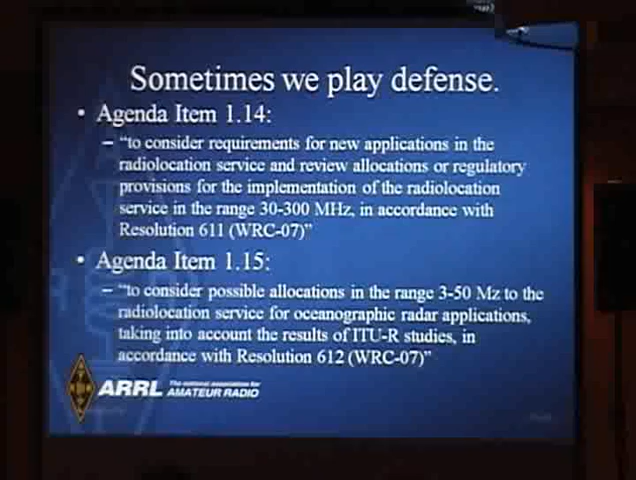 Sometimes we play defense.
• Agenda Item 1.14:
– “to consider requirements for new applications in the
radiolocation service and review allocations or regulatory
provisions for the implementation of the radiolocation
service in the range 30-300 MHz, in accordance with
Resolution 611 (WRC-07)”
• Agenda Item 1.15:
– “to consider possible allocations in the range 3-50 Mz to the
radiolocation service for oceanographic radar applications,
taking into account the results of ITU-R studies, in
accordance with Resolution 612 (WRC-07)”
ARRL The national association for
AMATEUR RADIO